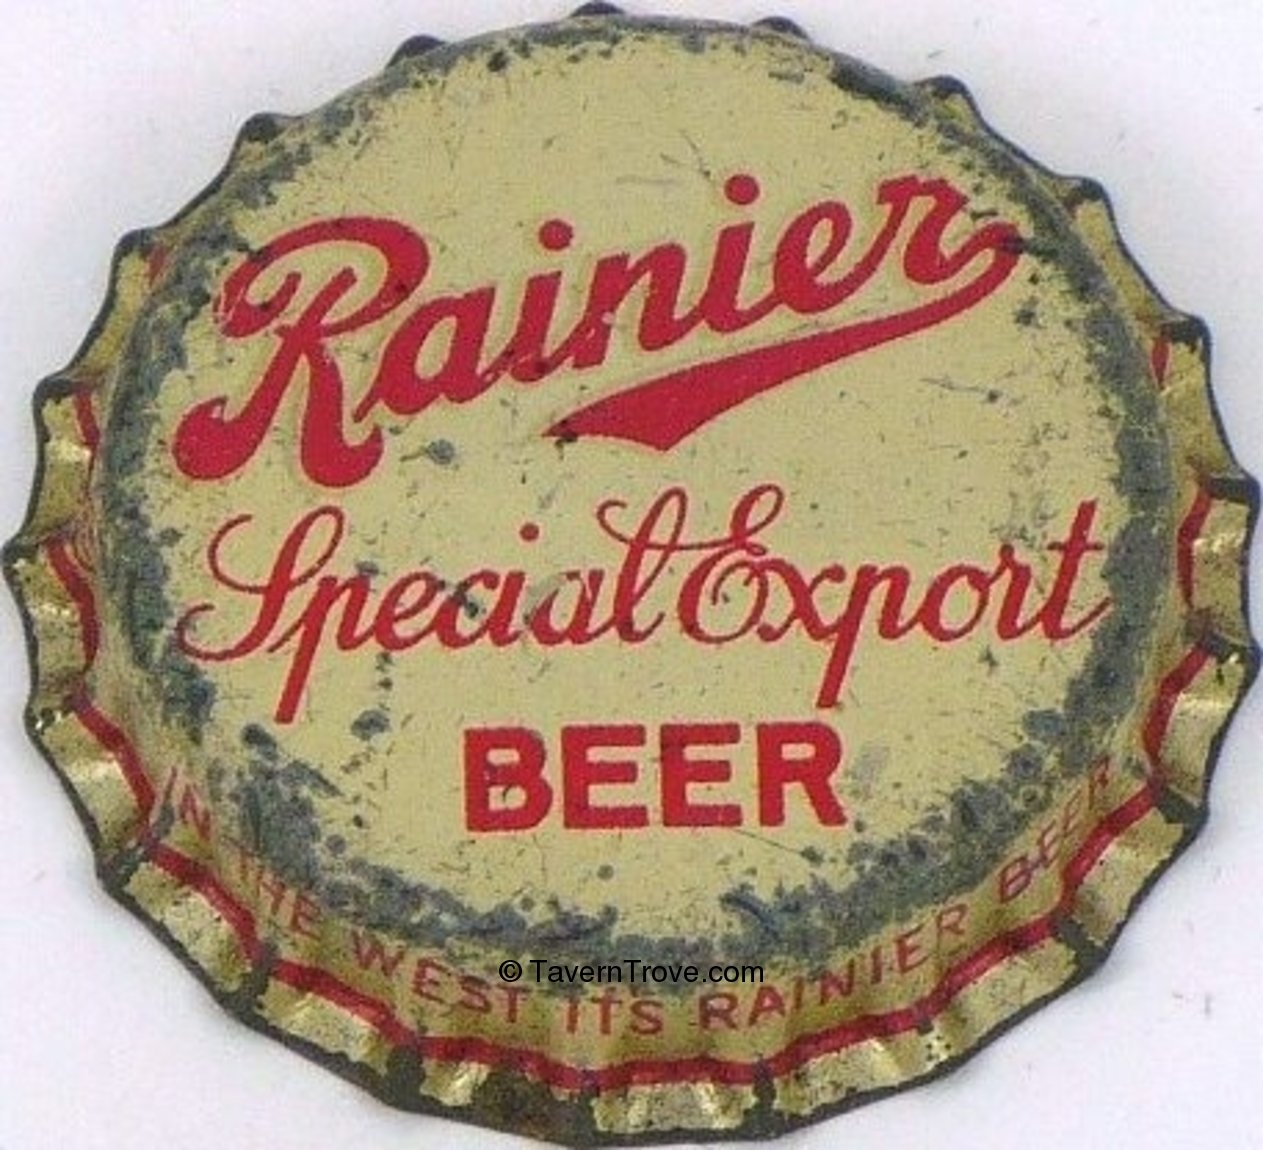 Rainier
Special Export
BEER
IN THE WEST ITS RAINIER BEER
© TavernTrove.com